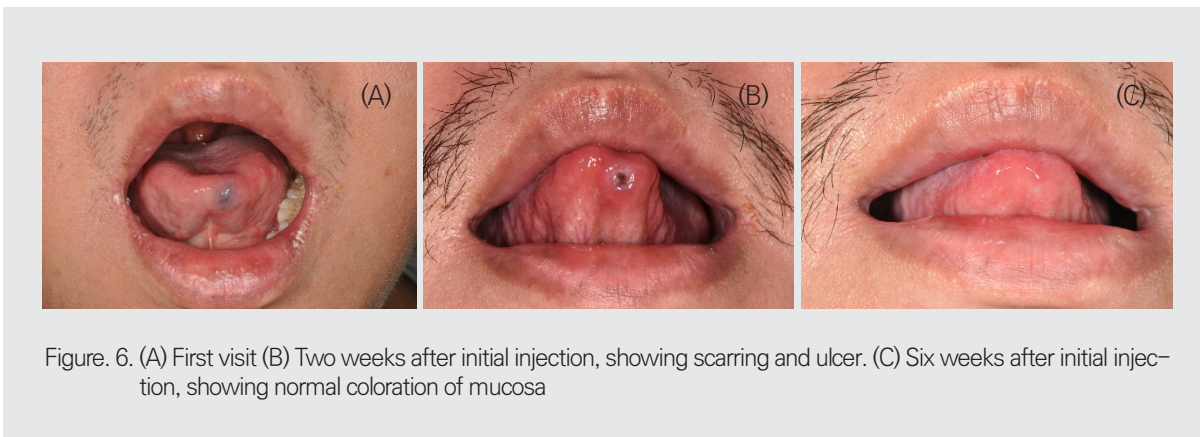 (A)
(B)
(C)
Figure. 6. (A) First visit (B) Two weeks after initial injection, showing scarring and ulcer. (C) Six weeks after initial injec-
tion, showing normal coloration of mucosa